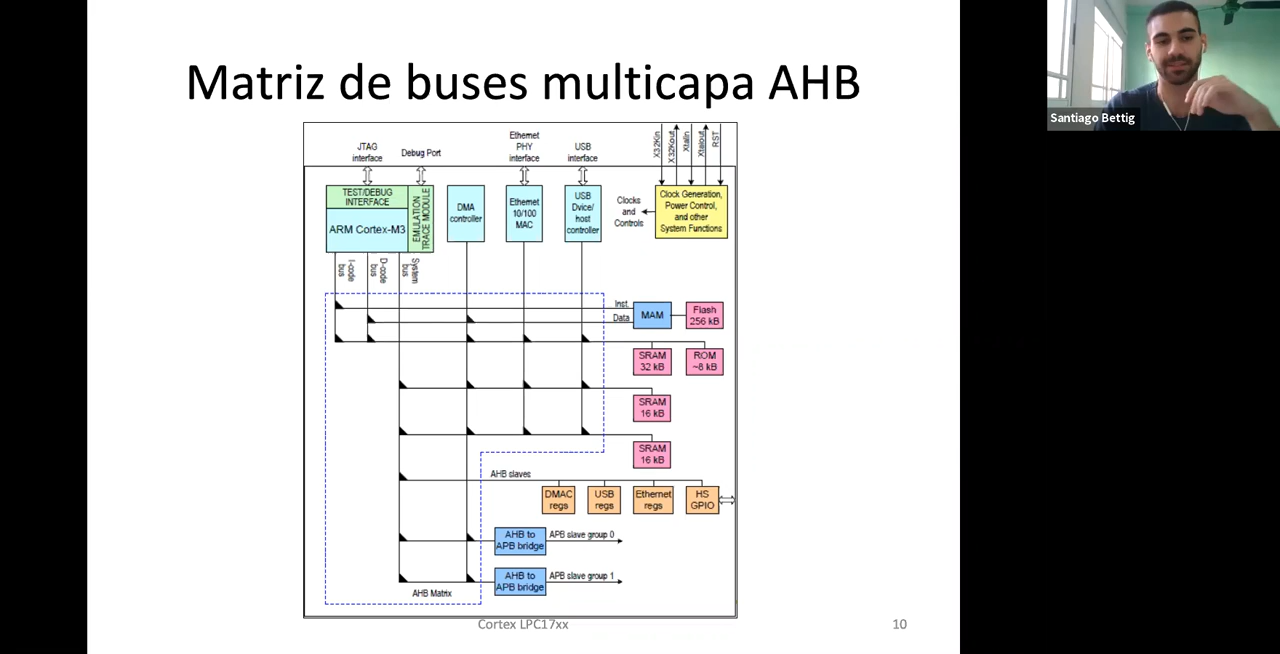 Matriz de buses multicapa AHB
Santiago Bettig
JTAG
interface
Debug Port
Ethernet
PHY
interface
USB
interface
X32Kin
X32Kout
Xtalin
Xtalout
RST
TEST/DEBUG
INTERFACE
ARM Cortex-M3
EMULATION
TRACE MODULE
DMA
controller
Ethernet
10/100
MAC
USB
Dvice/
host
controller
Clocks
and
Controls
Clock Generation,
Power Control,
and other
System Functions
I-code
bus
D-code
bus
System
bus
Inst.
Data
MAM
Flash
256 kB
SRAM
32 kB
ROM
~8 kB
SRAM
16 kB
SRAM
16 kB
AHB slaves
DMAC
regs
USB
regs
Ethernet
regs
HS
GPIO
AHB to
APB bridge
APB slave group 0
AHB to
APB bridge
APB slave group 1
AHB Matrix
Cortex LPC17xx
10